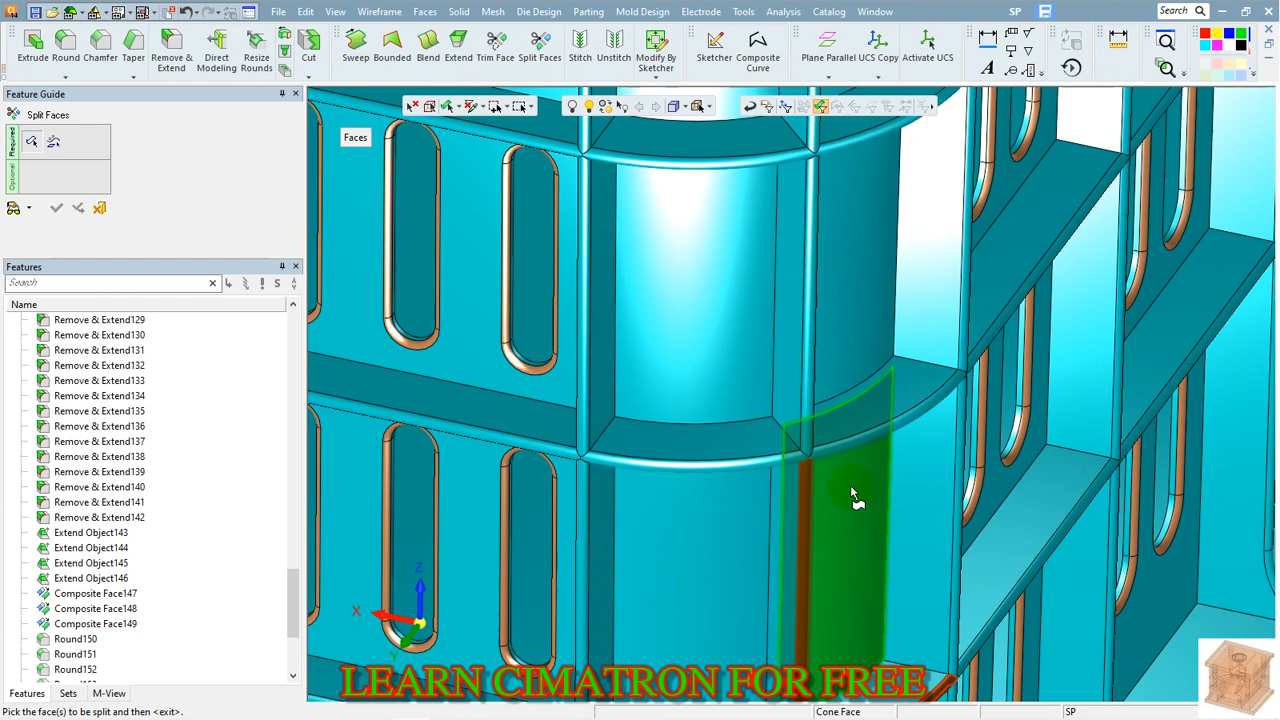 File Edit View Wireframe Faces Solid Mesh Die Design Parting Mold Design Electrode Tools Analysis Catalog Window SP Search
Extrude Round Chamfer Taper Remove & Extend Direct Modeling Resize Rounds Cut Sweep Bounded Blend Extend Trim Faces Split Faces Stitch Unstitch Modify By Sketcher Sketcher Composite Curve Plane Parallel UCS Copy Activate UCS
Feature Guide
Split Faces
Required
Optional
Faces
Features
Search
Name
Remove & Extend129
Remove & Extend130
Remove & Extend131
Remove & Extend132
Remove & Extend133
Remove & Extend134
Remove & Extend135
Remove & Extend136
Remove & Extend137
Remove & Extend138
Remove & Extend139
Remove & Extend140
Remove & Extend141
Remove & Extend142
Extend Object143
Extend Object144
Extend Object145
Extend Object146
Composite Face147
Composite Face148
Composite Face149
Round150
Round151
Round152
Z
X
Y
LEARN CIMATRON FOR FREE
Features Sets M-View
Pick the face(s) to be split and then <exit>. Cone Face SP